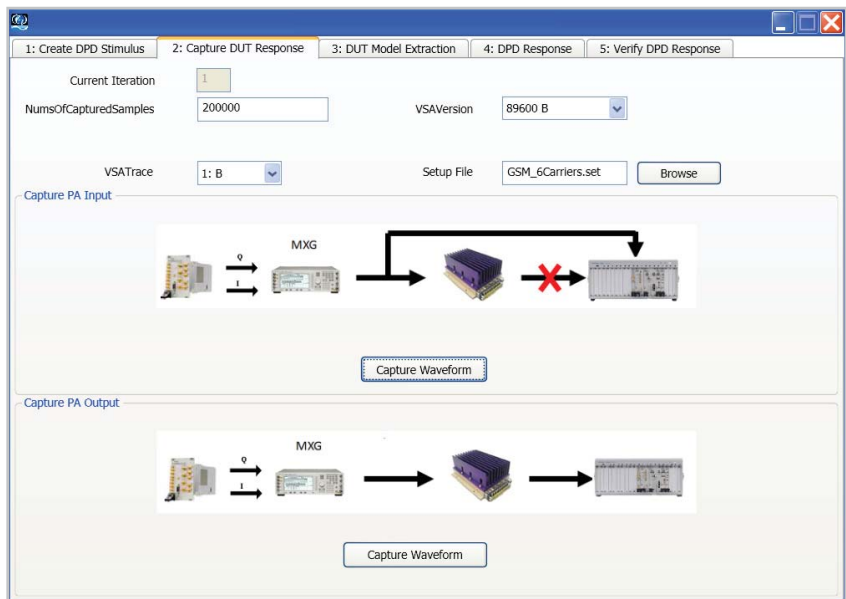 1: Create DPD Stimulus
2: Capture DUT Response
3: DUT Model Extraction
4: DPD Response
5: Verify DPD Response
Current Iteration 1
NumsOfCapturedSamples 200000
VSAVersion 89600 B
VSATrace 1: B
Setup File GSM_6Carriers.set Browse
Capture PA Input
MXG
Q
I
Capture Waveform
Capture PA Output
MXG
Q
I
Capture Waveform